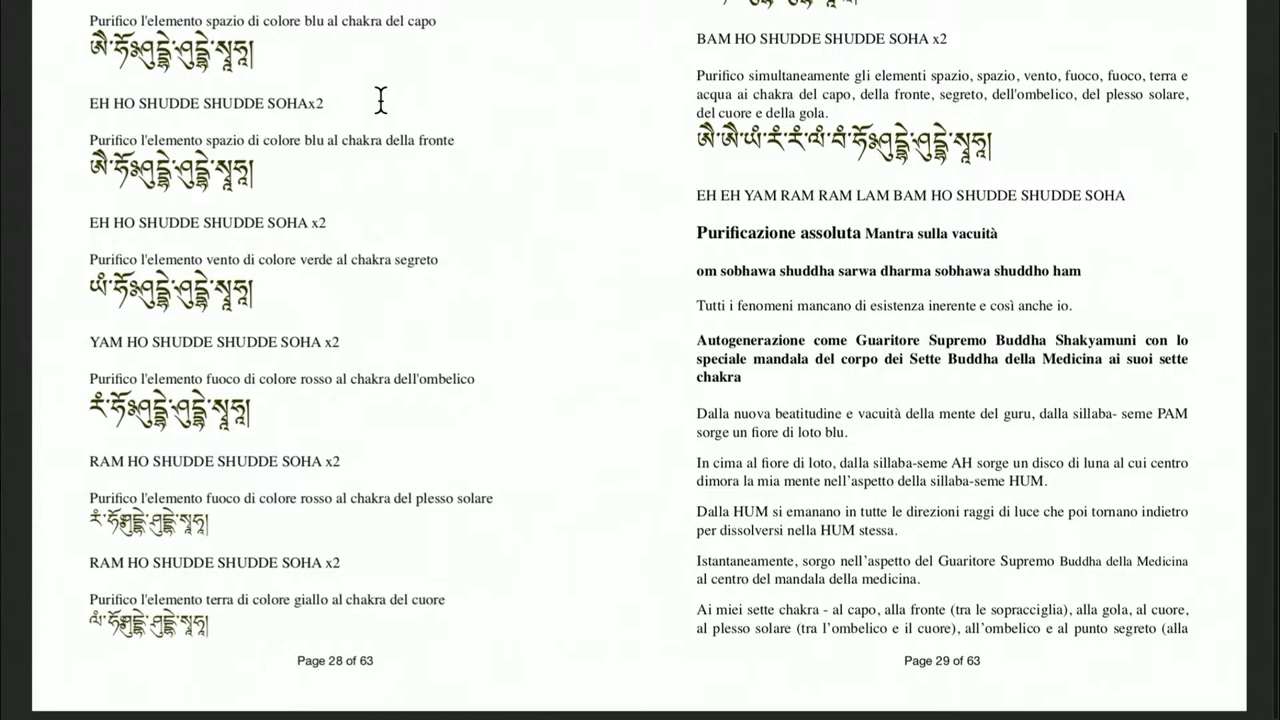 Purifico l'elemento spazio di colore blu al chakra del capo
ཨཻ་ཧོཿཤུདྡྷེ་ཤུདྡྷེ་སྭཱཧཱ།
EH HO SHUDDE SHUDDE SOHAx2
Purifico l'elemento spazio di colore blu al chakra della fronte
ཨཻ་ཧོཿཤུདྡྷེ་ཤུདྡྷེ་སྭཱཧཱ།
EH HO SHUDDE SHUDDE SOHA x2
Purifico l'elemento vento di colore verde al chakra segreto
ཡཾ་ཧོཿཤུདྡྷེ་ཤུདྡྷེ་སྭཱཧཱ།
YAM HO SHUDDE SHUDDE SOHA x2
Purifico l'elemento fuoco di colore rosso al chakra dell'ombelico
རཾ་ཧོཿཤུདྡྷེ་ཤུདྡྷེ་སྭཱཧཱ།
RAM HO SHUDDE SHUDDE SOHA x2
Purifico l'elemento fuoco di colore rosso al chakra del plesso solare
རཾ་ཧོཿཤུདྡྷེ་ཤུདྡྷེ་སྭཱཧཱ།
RAM HO SHUDDE SHUDDE SOHA x2
Purifico l'elemento terra di colore giallo al chakra del cuore
ལཾ་ཧོཿཤུདྡྷེ་ཤུདྡྷེ་སྭཱཧཱ།
Page 28 of 63
BAM HO SHUDDE SHUDDE SOHA x2
Purifico simultaneamente gli elementi spazio, spazio, vento, fuoco, fuoco, terra e
acqua ai chakra del capo, della fronte, segreto, dell'ombelico, del plesso solare,
del cuore e della gola.
ཨཻ་ཨཻ་ཡཾ་རཾ་རཾ་ལཾ་བཾ་ཧོཿཤུདྡྷེ་ཤུདྡྷེ་སྭཱཧཱ།
EH EH YAM RAM RAM LAM BAM HO SHUDDE SHUDDE SOHA
Purificazione assoluta Mantra sulla vacuità
om sobhawa shuddha sarwa dharma sobhawa shuddho ham
Tutti i fenomeni mancano di esistenza inerente e così anche io.
Autogenerazione come Guaritore Supremo Buddha Shakyamuni con lo
speciale mandala del corpo dei Sette Buddha della Medicina ai suoi sette
chakra
Dalla nuova beatitudine e vacuità della mente del guru, dalla sillaba- seme PAM
sorge un fiore di loto blu.
In cima al fiore di loto, dalla sillaba-seme AH sorge un disco di luna al cui centro
dimora la mia mente nell’aspetto della sillaba-seme HUM.
Dalla HUM si emanano in tutte le direzioni raggi di luce che poi tornano indietro
per dissolversi nella HUM stessa.
Istantaneamente, sorgo nell’aspetto del Guaritore Supremo Buddha della Medicina
al centro del mandala della medicina.
Ai miei sette chakra - al capo, alla fronte (tra le sopracciglia), alla gola, al cuore,
al plesso solare (tra l’ombelico e il cuore), all’ombelico e al punto segreto (alla
Page 29 of 63